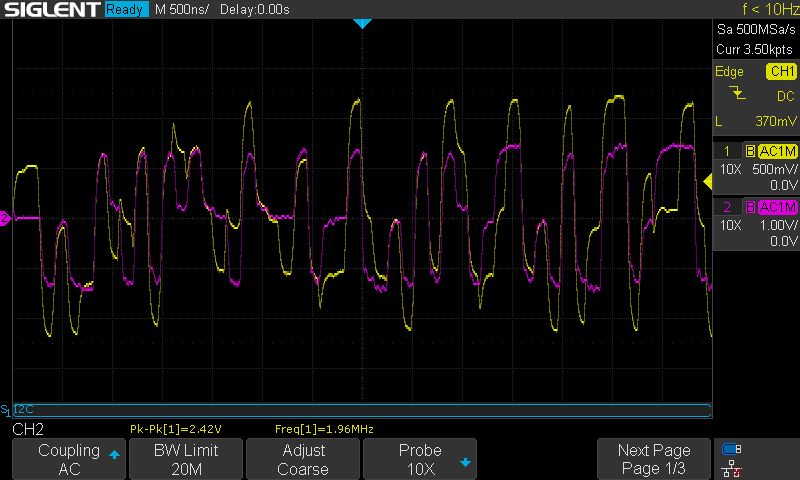 SIGLENT Ready M 500ns/ Delay:0.00s f < 10Hz
Sa 500MSa/s
Curr 3.50kpts
Edge CH1
DC
L 370mV
1 B AC1M
10X 500mV/
0.0V
2 B AC1M
10X 1.00V/
0.0V
2
S1 I2C
CH2 Pk-Pk[1]=2.42V Freq[1]=1.96MHz
Coupling AC
BW Limit 20M
Adjust Coarse
Probe 10X
Next Page Page 1/3